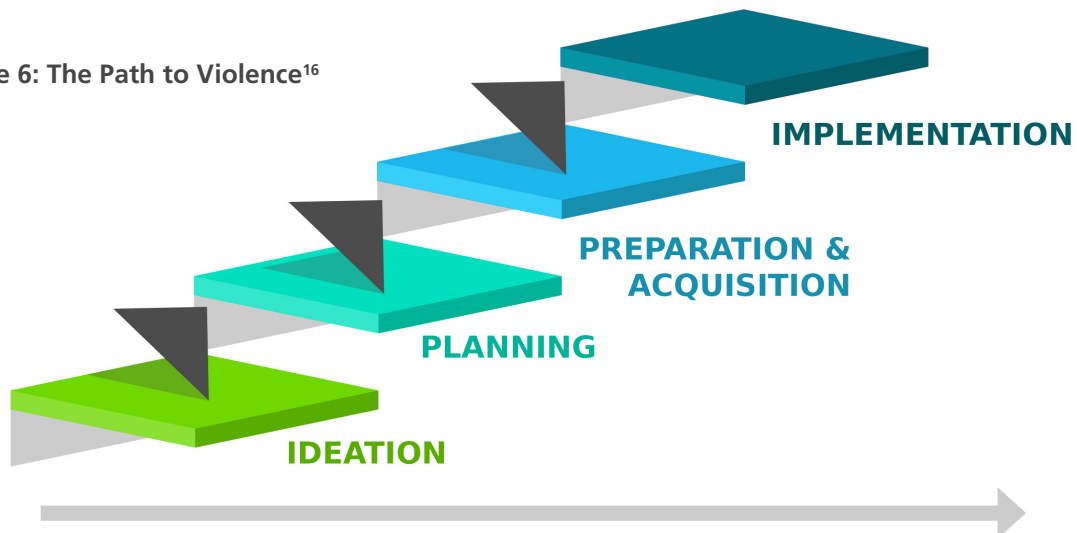 e 6: The Path to Violence¹⁶
IMPLEMENTATION
PREPARATION &
ACQUISITION
PLANNING
IDEATION